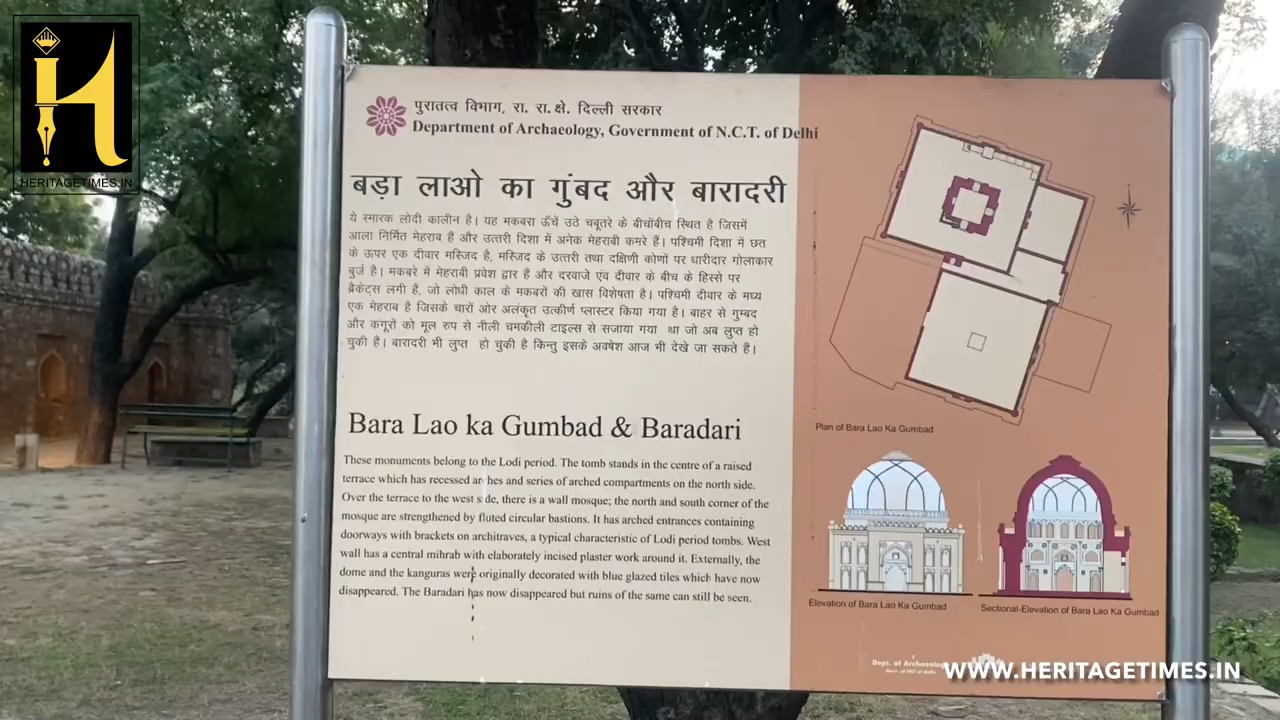 HERITAGETIMES.IN
पुरातत्व विभाग, रा. रा. क्षे. दिल्ली सरकार
Department of Archaeology, Government of N.C.T. of Delhi
बड़ा लाओ का गुंबद और बारादरी
ये स्मारक लोदी कालीन है। यह मकबरा ऊँचें उठे चबूतरे के बीचोंबीच स्थित है जिसमें
आला निर्मित मेहराब हैं और उत्तरी दिशा में अनेक मेहराबी कमरे हैं। पश्चिमी दिशा में छत
के ऊपर एक दीवार मस्जिद है, मस्जिद के उत्तरी तथा दक्षिणी कोणों पर धारीदार गोलाकार
बुर्ज है। मकबरे में मेहराबी प्रवेश द्वार हैं और दरवाजे एंव दीवार के बीच के हिस्से पर
ब्रैकेट्स लगी है, जो लोधी काल के मकबरों की खास विशेषता है। पश्चिमी दीवार के मध्य
एक मेहराब है जिसके चारों ओर अलंकृत उत्कीर्ण प्लास्टर किया गया है। बाहर से गुम्बद
और कंगूरों को मूल रुप से नीली चमकीली टाइल्स से सजाया गया था जो अब लुप्त हो
चुकी हैं। बारादरी भी लुप्त हो चुकी है किन्तु इसके अवषेश आज भी देखे जा सकते हैं।
Bara Lao ka Gumbad & Baradari
These monuments belong to the Lodi period. The tomb stands in the centre of a raised
terrace which has recessed arches and series of arched compartments on the north side.
Over the terrace to the west side, there is a wall mosque; the north and south corner of the
mosque are strengthened by fluted circular bastions. It has arched entrances containing
doorways with brackets on architraves, a typical characteristic of Lodi period tombs. West
wall has a central mihrab with elaborately incised plaster work around it. Externally, the
dome and the kanguras were originally decorated with blue glazed tiles which have now
disappeared. The Baradari has now disappeared but ruins of the same can still be seen.
Plan of Bara Lao Ka Gumbad
Elevation of Bara Lao Ka Gumbad
Sectional-Elevation of Bara Lao Ka Gumbad
Dept. of Archaeology
Govt. of NCT of Delhi
WWW.HERITAGETIMES.IN